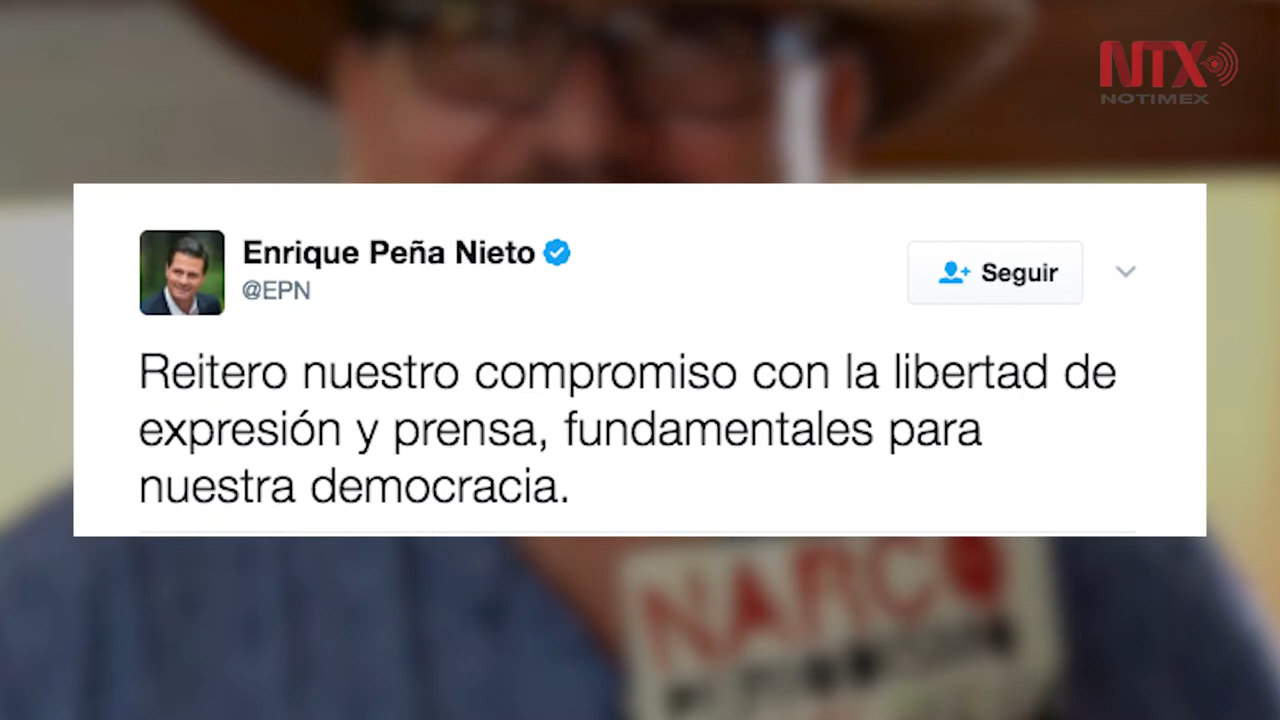 NTX
NOTIMEX
Enrique Peña Nieto
@EPN
Seguir
Reitero nuestro compromiso con la libertad de
expresión y prensa, fundamentales para
nuestra democracia.
NARCO